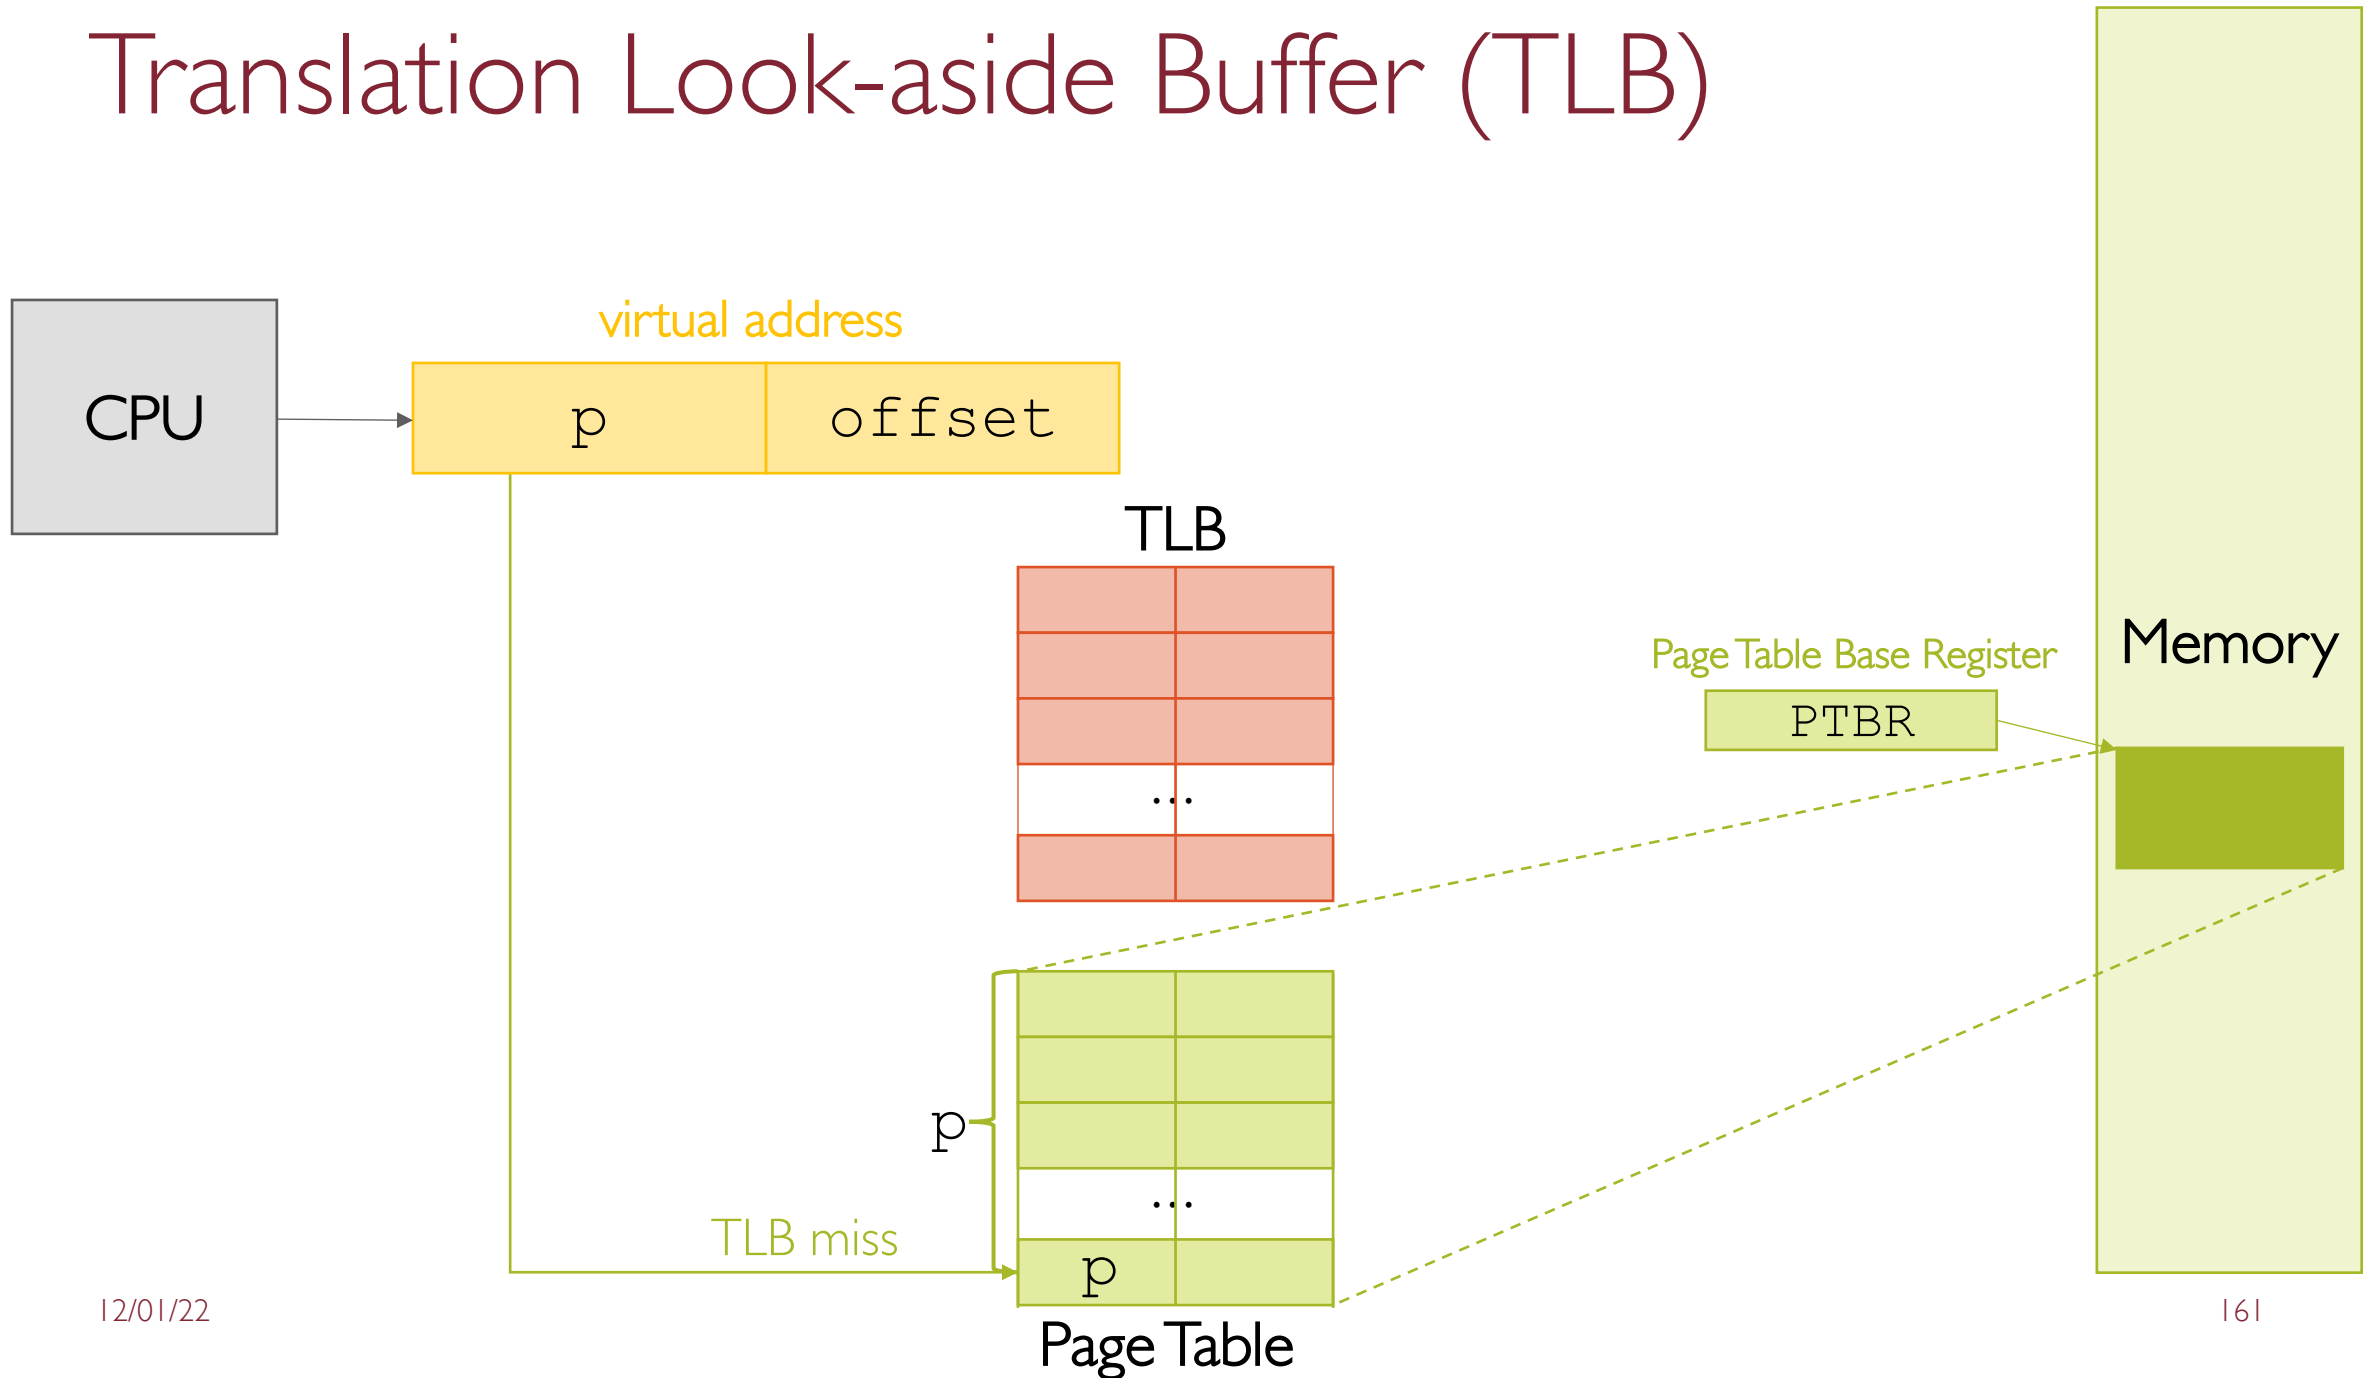 Translation Look-aside Buffer (TLB)
virtual address
CPU
p
offset
TLB
...
Page Table Base Register
PTBR
Memory
p
...
TLB miss
p
Page Table
12/01/22
161